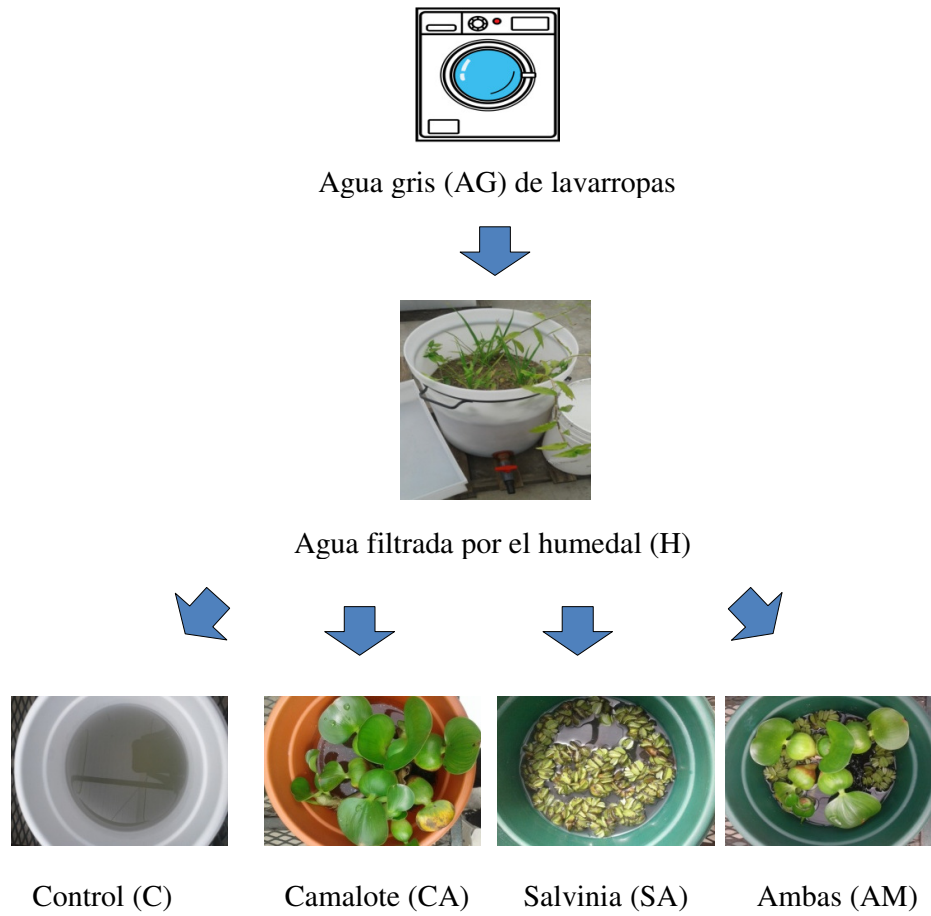 Agua gris (AG) de lavarropas
Agua filtrada por el humedal (H)
Control (C) Camalote (CA) Salvinia (SA) Ambas (AM)